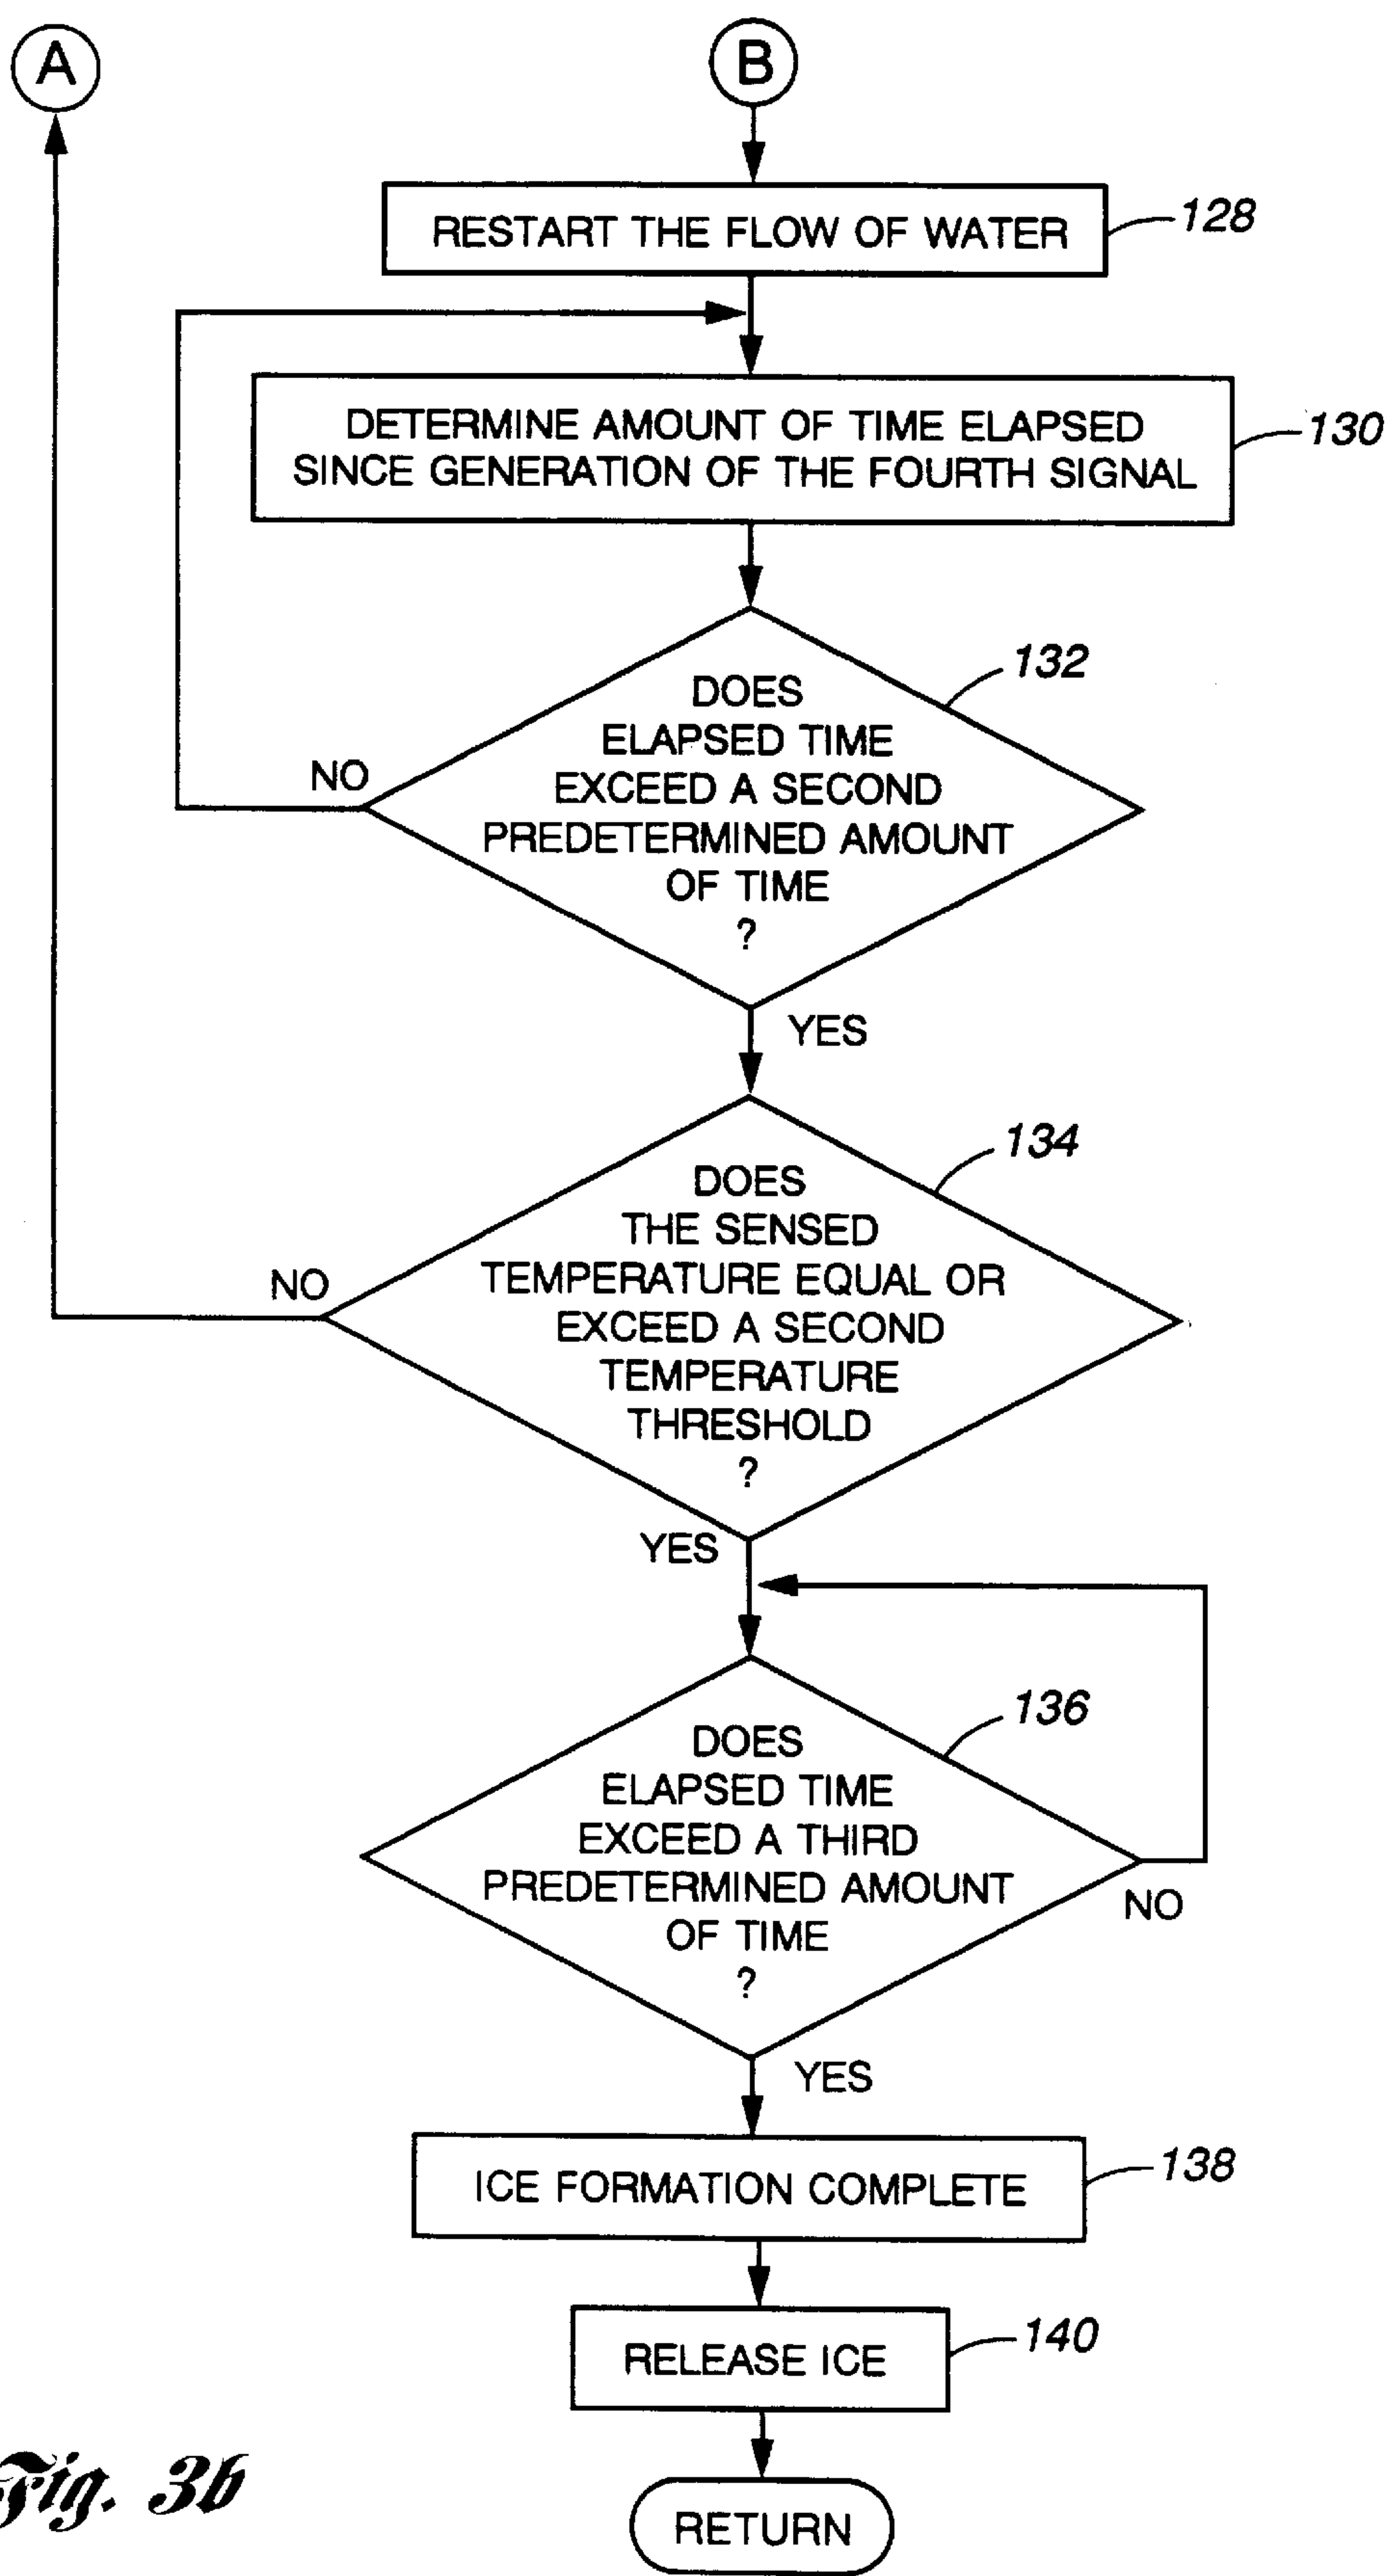 A
B
RESTART THE FLOW OF WATER
128
DETERMINE AMOUNT OF TIME ELAPSED
SINCE GENERATION OF THE FOURTH SIGNAL
130
132
DOES
ELAPSED TIME
EXCEED A SECOND
PREDETERMINED AMOUNT
OF TIME
?
NO
YES
134
DOES
THE SENSED
TEMPERATURE EQUAL OR
EXCEED A SECOND
TEMPERATURE
THRESHOLD
?
NO
YES
136
DOES
ELAPSED TIME
EXCEED A THIRD
PREDETERMINED AMOUNT
OF TIME
?
NO
YES
ICE FORMATION COMPLETE
138
RELEASE ICE
140
RETURN
Fig. 3b